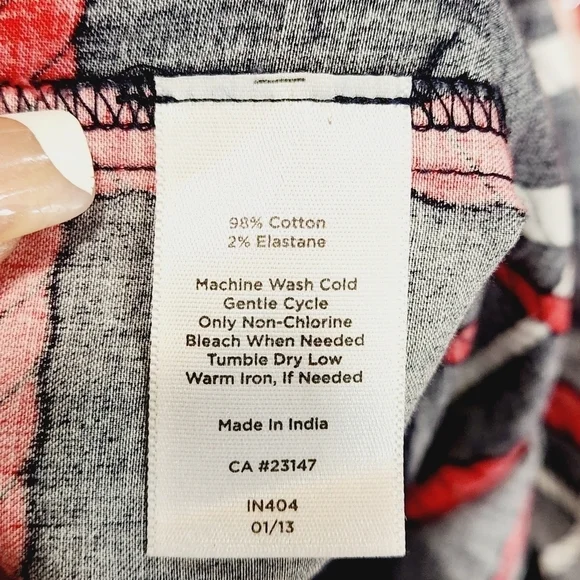 98% Cotton
2% Elastane
Machine Wash Cold
Gentle Cycle
Only Non-Chlorine
Bleach When Needed
Tumble Dry Low
Warm Iron, If Needed
Made In India
CA #23147
IN404
01/13